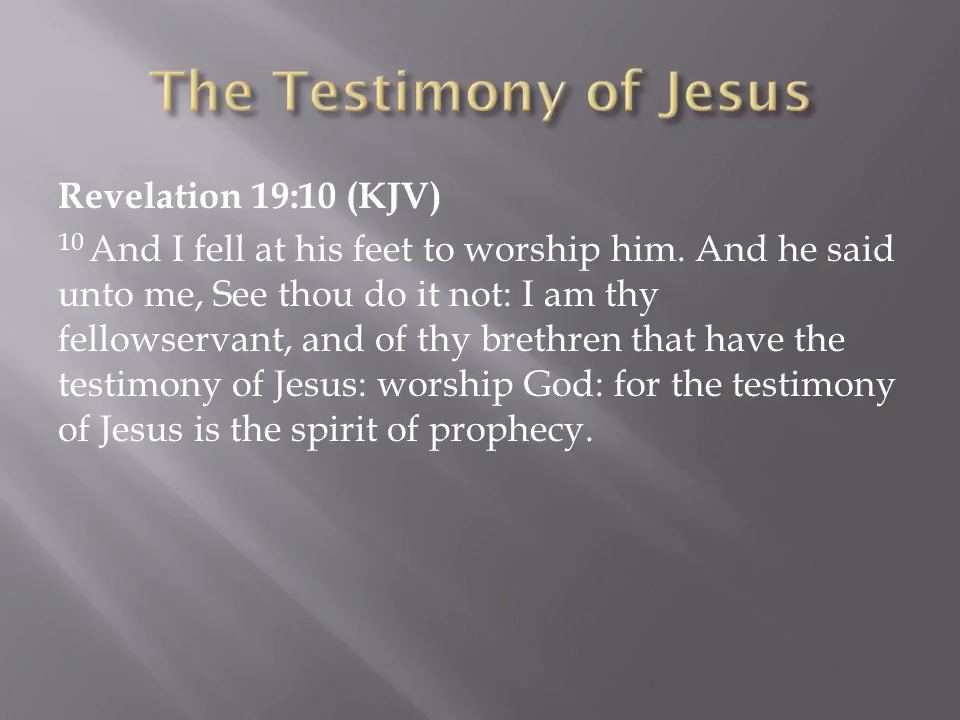 The Testimony of Jesus
Revelation 19:10 (KJV)
10 And I fell at his feet to worship him. And he said
unto me, See thou do it not: I am thy
fellowservant, and of thy brethren that have the
testimony of Jesus: worship God: for the testimony
of Jesus is the spirit of prophecy.